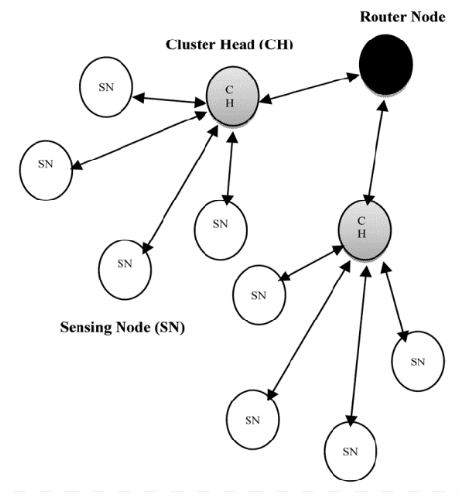 Router Node
Cluster Head (CH)
SN
C
H
SN
SN
SN
C
H
SN
Sensing Node (SN)
SN
SN
SN